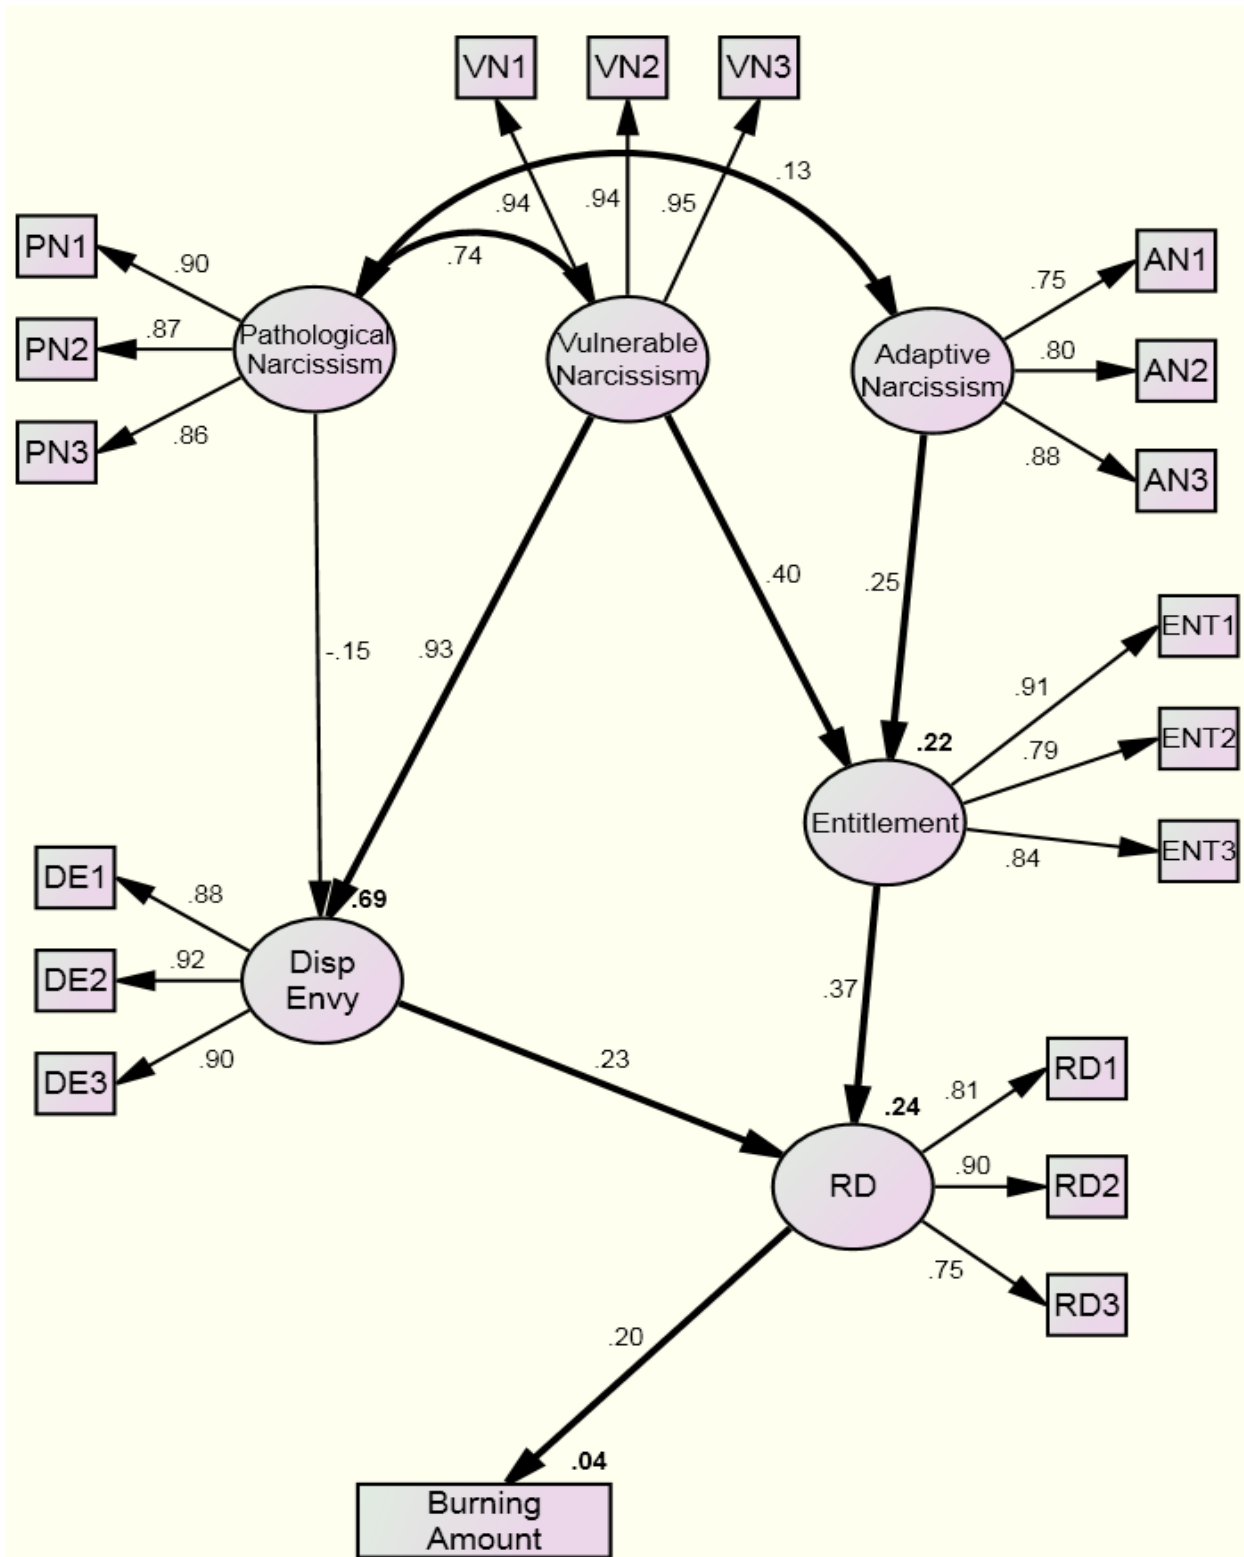 VN1
VN2
VN3
.13
.94
.94
.95
.74
PN1
.90
PN2
.87
PN3
.86
Pathological
Narcissism
Vulnerable
Narcissism
Adaptive
Narcissism
AN1
.75
AN2
.80
AN3
.88
-.15
.93
.40
.25
.22
Entitlement
ENT1
.91
ENT2
.79
ENT3
.84
DE1
.88
DE2
.92
DE3
.90
.69
Disp
Envy
.23
.37
.24
RD
RD1
.81
RD2
.90
RD3
.75
.20
.04
Burning
Amount